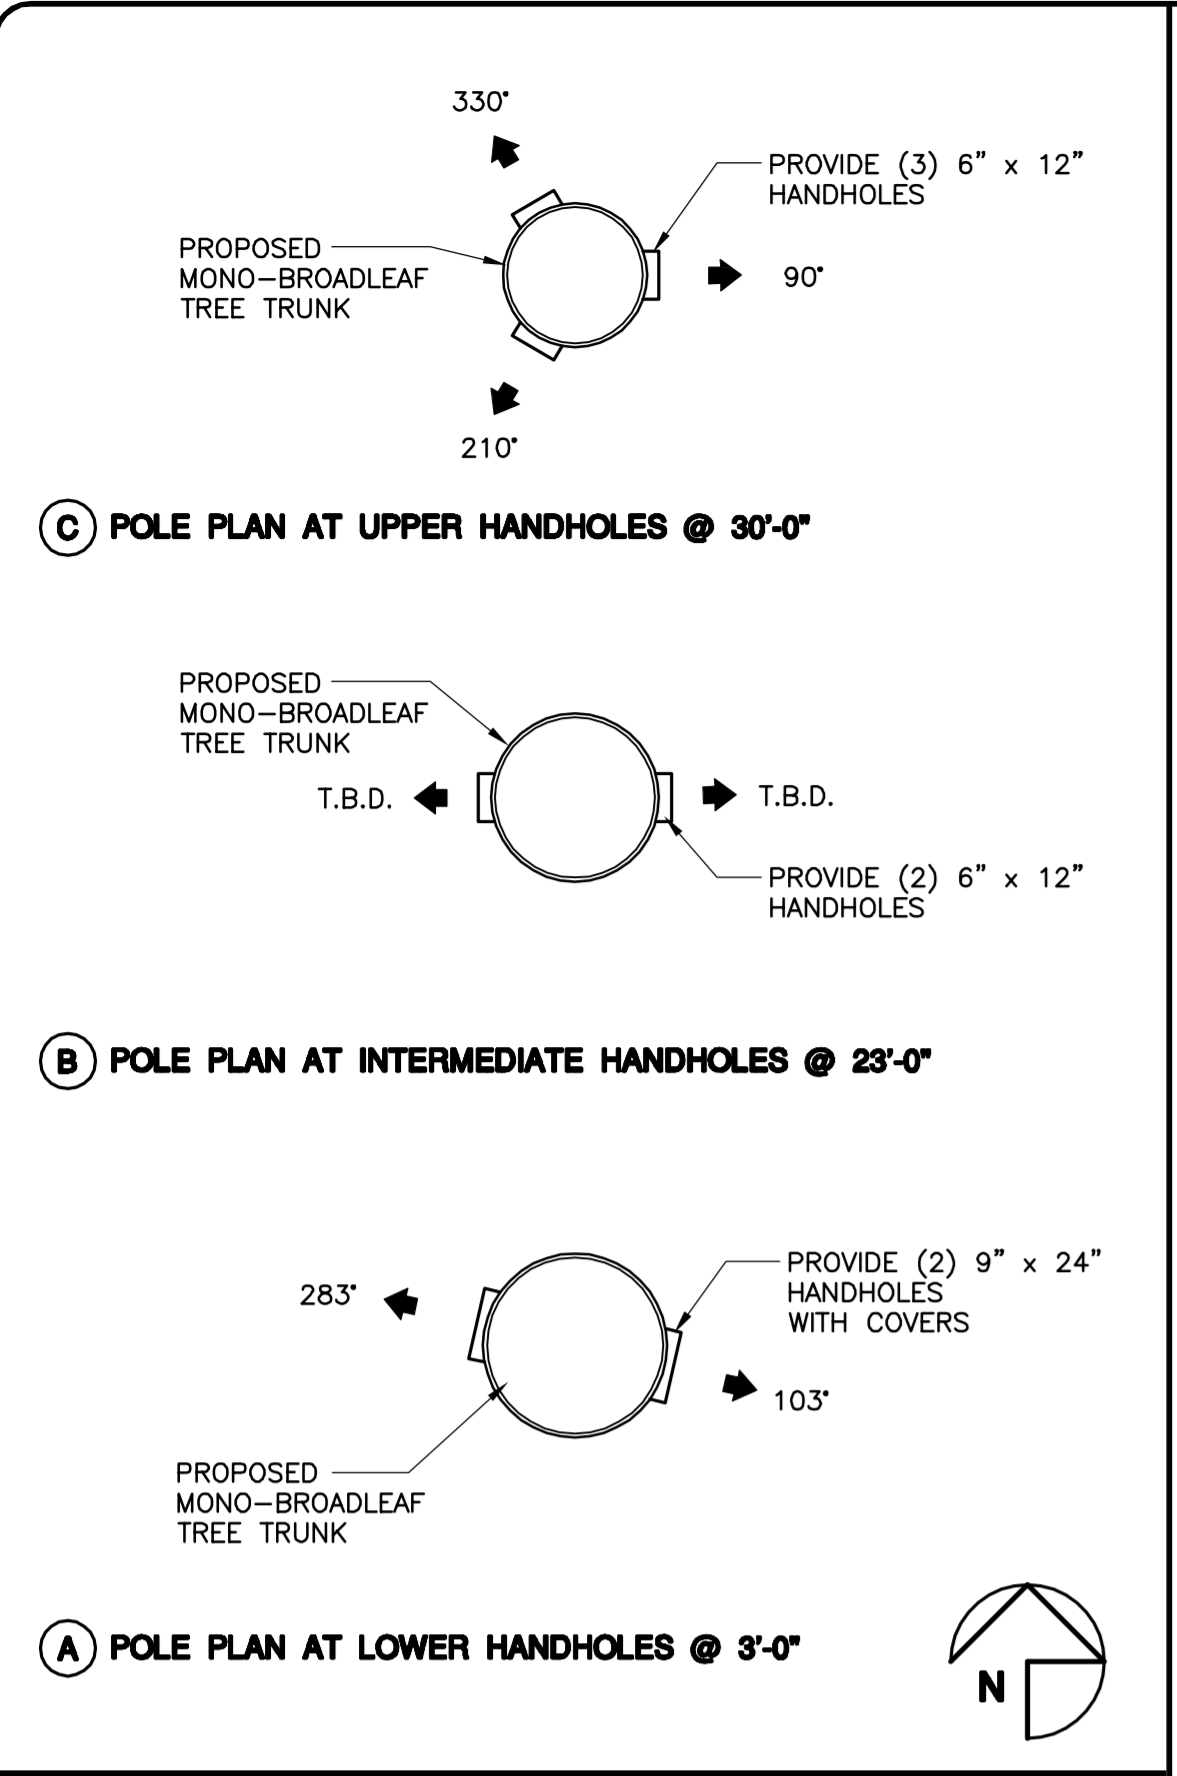 330°
PROVIDE (3) 6” x 12”
HANDHOLES
PROPOSED
MONO-BROADLEAF
TREE TRUNK
90°
210°
C POLE PLAN AT UPPER HANDHOLES @ 30'-0"
PROPOSED
MONO-BROADLEAF
TREE TRUNK
T.B.D.
T.B.D.
PROVIDE (2) 6” x 12”
HANDHOLES
B POLE PLAN AT INTERMEDIATE HANDHOLES @ 23'-0"
283°
PROVIDE (2) 9” x 24”
HANDHOLES
WITH COVERS
103°
PROPOSED
MONO-BROADLEAF
TREE TRUNK
A POLE PLAN AT LOWER HANDHOLES @ 3'-0"
N